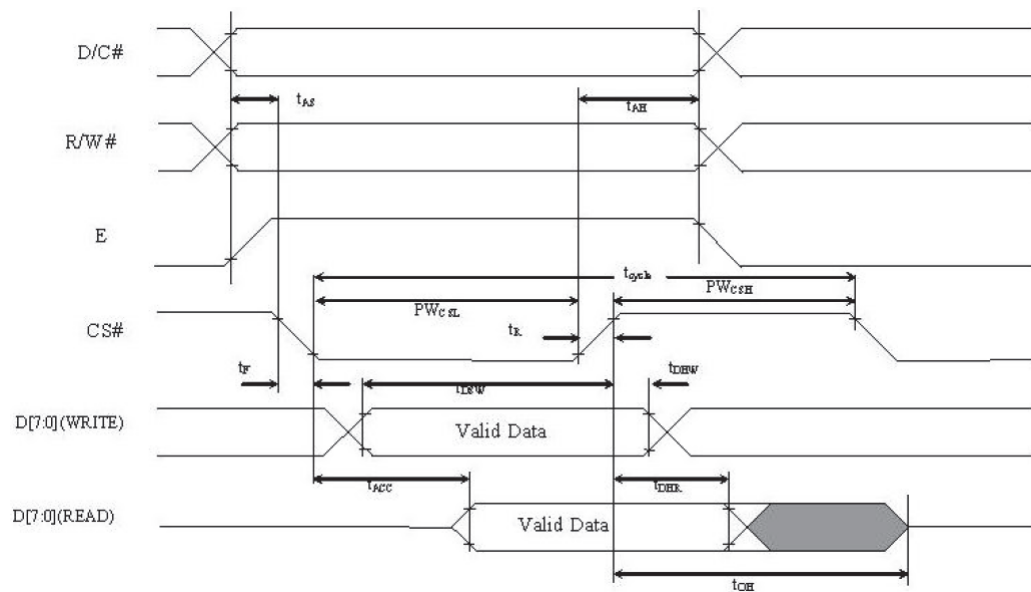 D/C#
tAS
tAH
R/W#
E
tcycle
PWCSL
PWCSH
CS#
tR
tF
tDSW
tDHW
D[7:0](WRITE)
Valid Data
tACC
tDHR
D[7:0](READ)
Valid Data
tOH